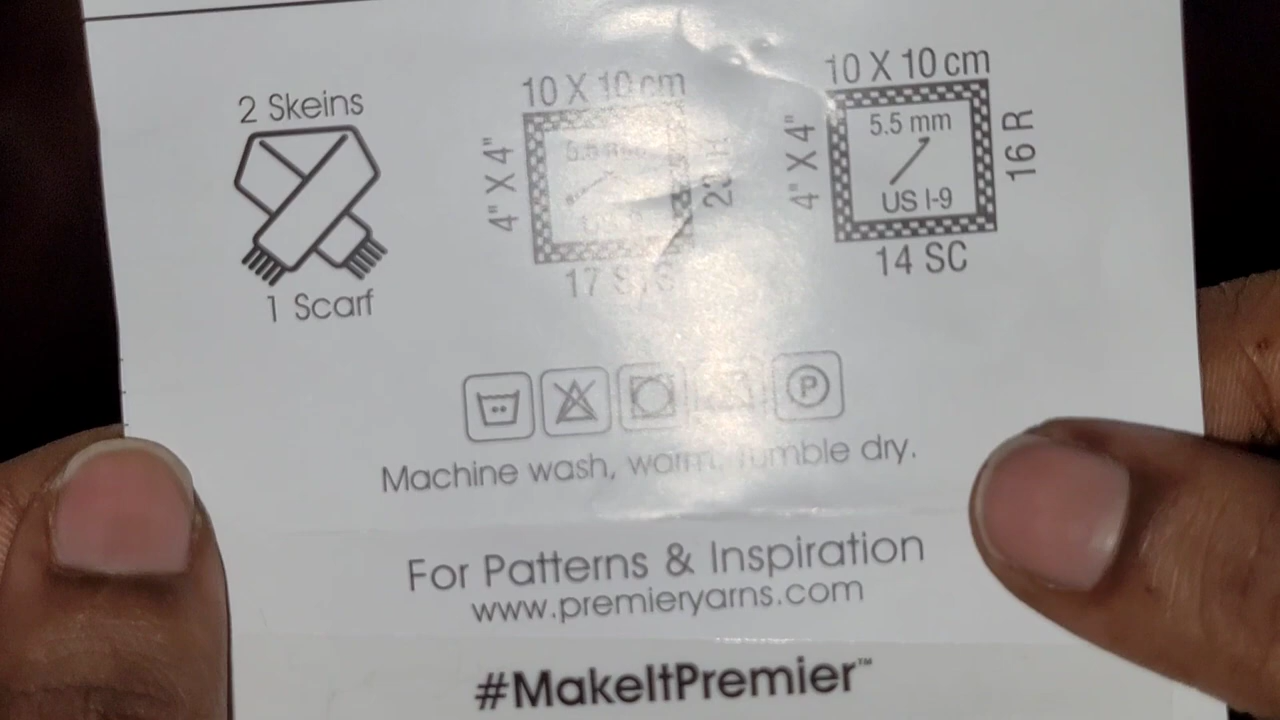 2 Skeins
1 Scarf
10 X 10 cm
4" X 4"
17
10 X 10 cm
4" X 4"
5.5 mm
US I-9
16 R
14 SC
P
Machine wash, warm, tumble dry.
For Patterns & Inspiration
www.premieryarns.com
#MakeItPremier™